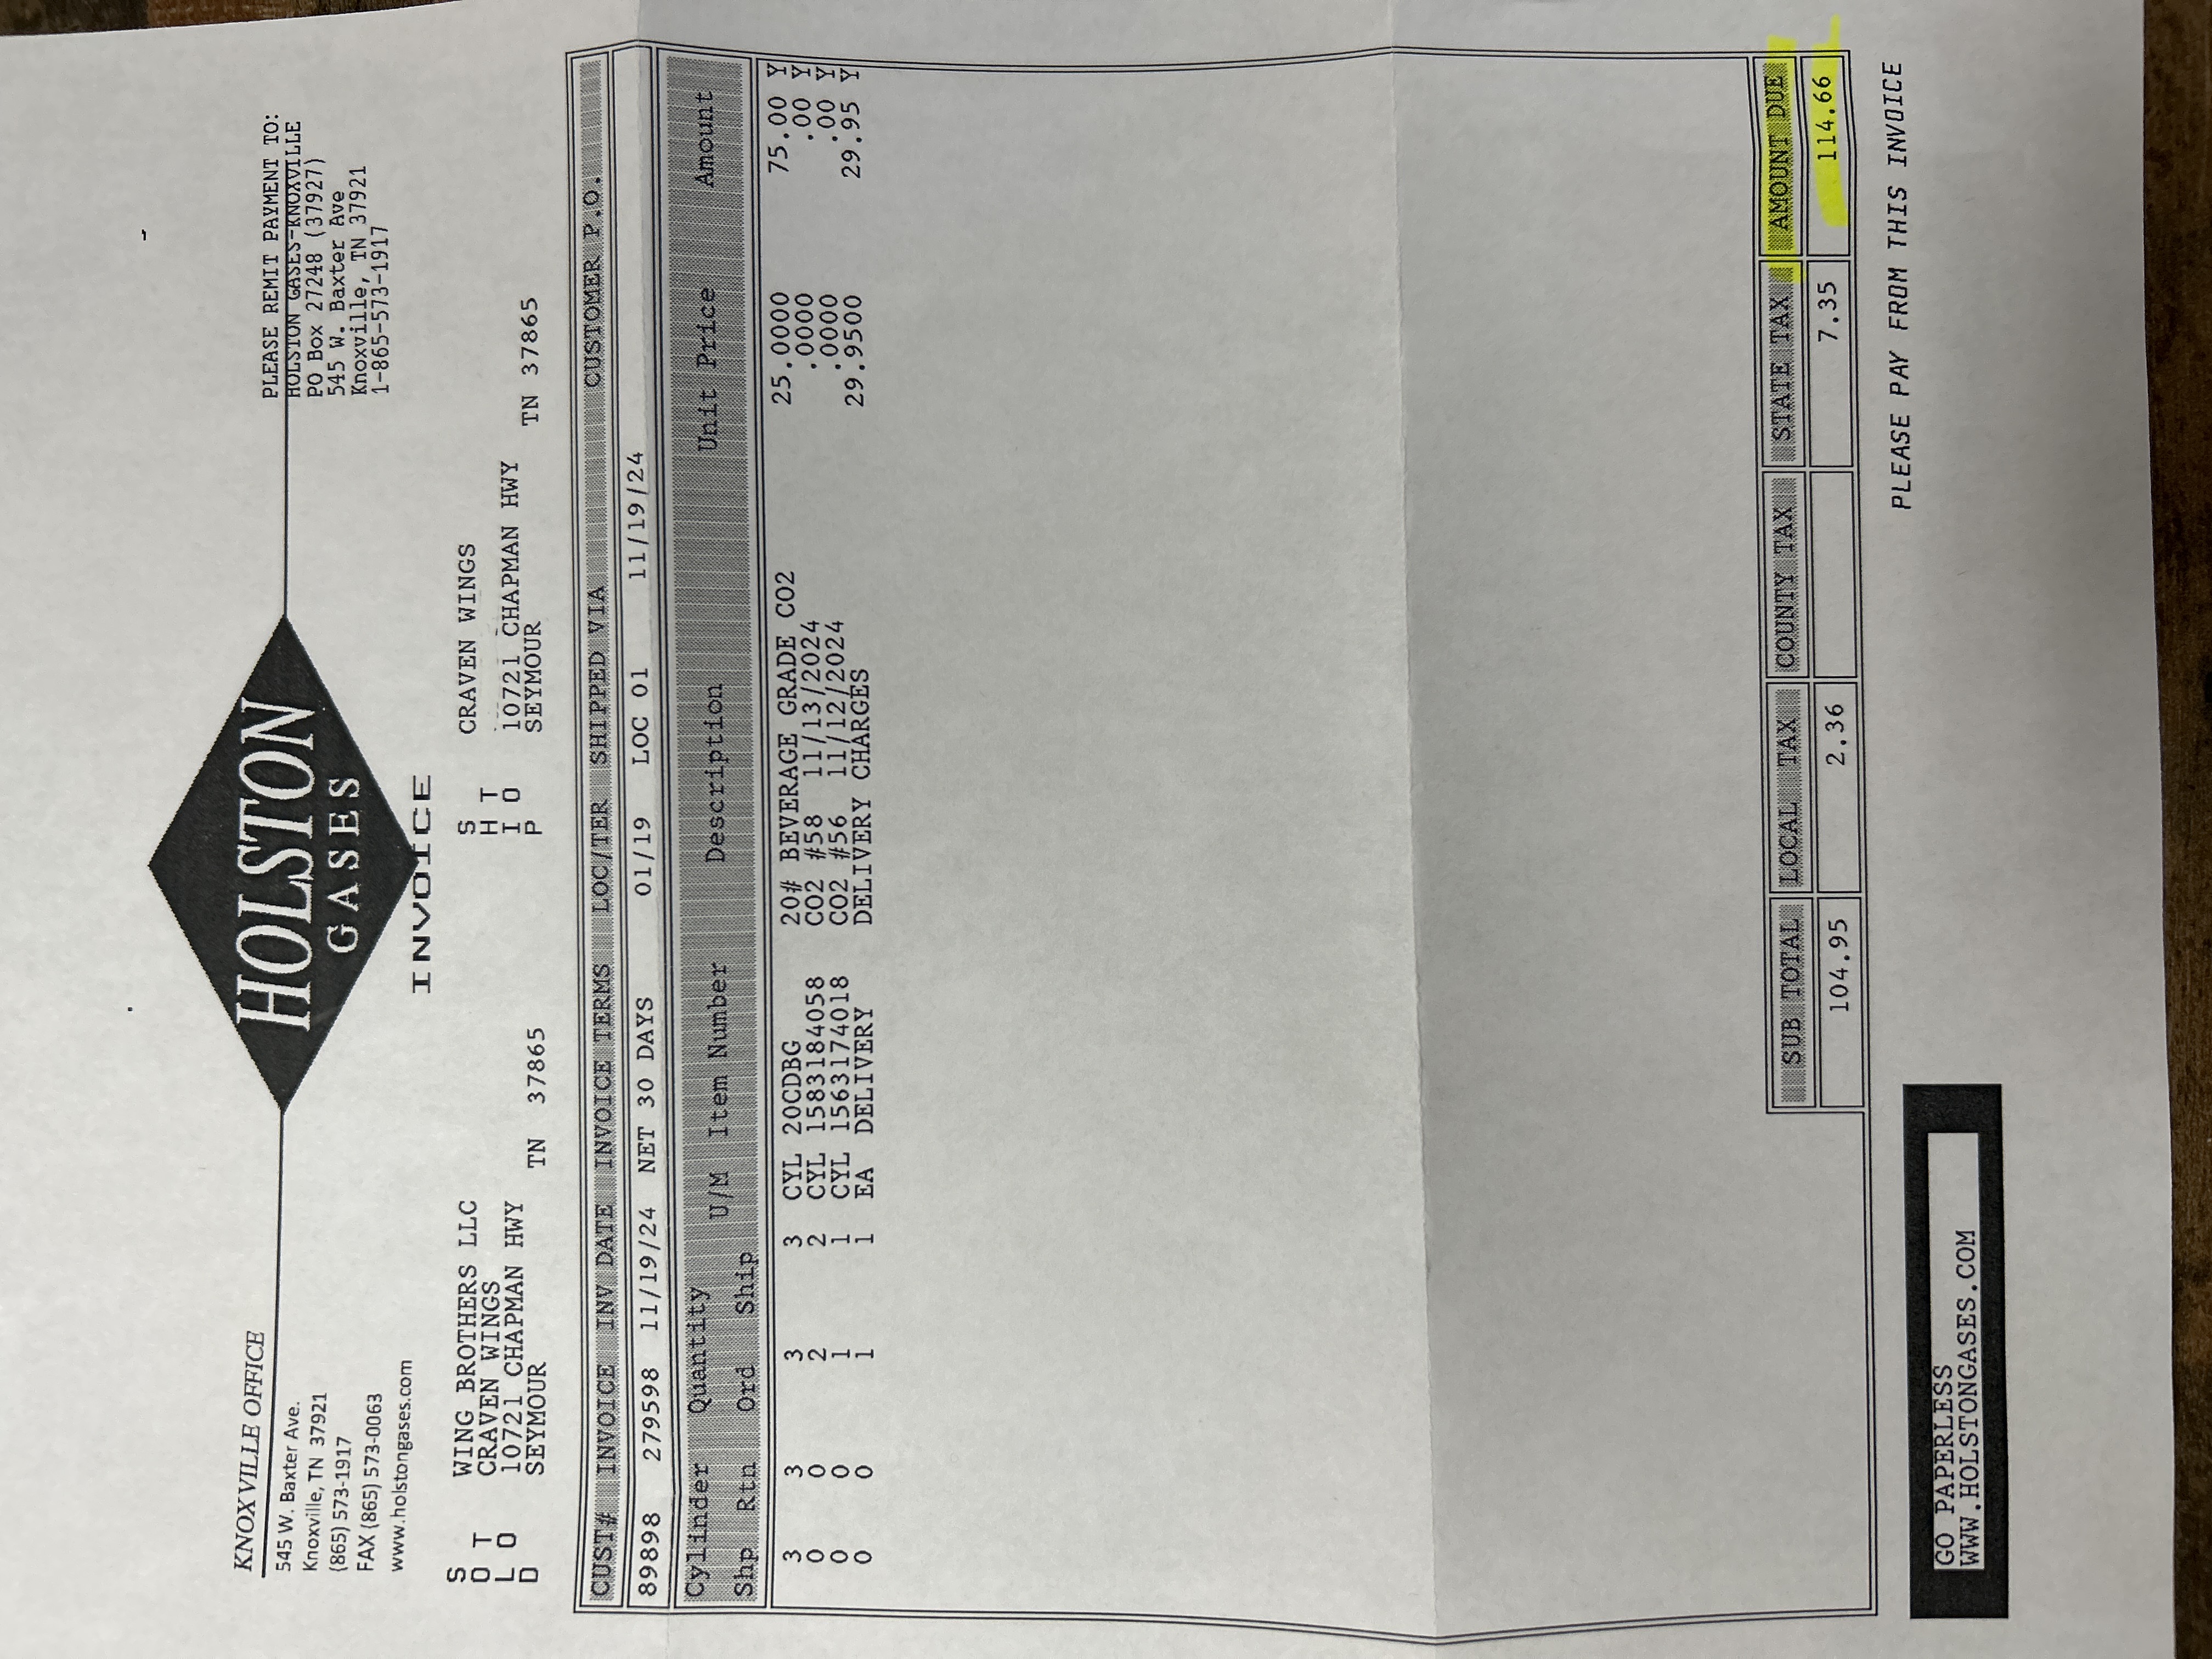 HOLSTON
GASES
KNOXVILLE OFFICE
545 W. Baxter Ave.
Knoxville, TN 37921
(865) 573-1917
FAX (865) 573-0063
www.holstongases.com
PLEASE REMIT PAYMENT TO:
HOLSTON GASES-KNOXVILLE
PO Box 27248 (37927)
545 W. Baxter Ave
Knoxville, TN 37921
1-865-573-1917
INVOICE
SOLD TO
WING BROTHERS LLC
CRAVEN WINGS
10721 CHAPMAN HWY
SEYMOUR TN 37865
SHIP TO
CRAVEN WINGS
10721 CHAPMAN HWY
SEYMOUR TN 37865
CUST# INVOICE INV DATE INVOICE TERMS LOC/TER SHIPPED VIA CUSTOMER P.O.
89898 279598 11/19/24 NET 30 DAYS 01/19 LOC 01 11/19/24
Cylinder Quantity U/M Item Number Description Unit Price Amount
Shp Rtn Ord Ship
3 3 3 3 CYL 20CDBG 20# BEVERAGE GRADE CO2 25.0000 75.00 Y
0 0 2 2 CYL 1583184058 CO2 #58 11/13/2024 .0000 .00 Y
0 0 1 1 CYL 1563174018 CO2 #56 11/12/2024 .0000 .00 Y
0 0 1 1 EA DELIVERY DELIVERY CHARGES 29.9500 29.95 Y
SUB TOTAL LOCAL TAX COUNTY TAX STATE TAX AMOUNT DUE
104.95 2.36 7.35 114.66
PLEASE PAY FROM THIS INVOICE
GO PAPERLESS
WWW.HOLSTONGASES.COM